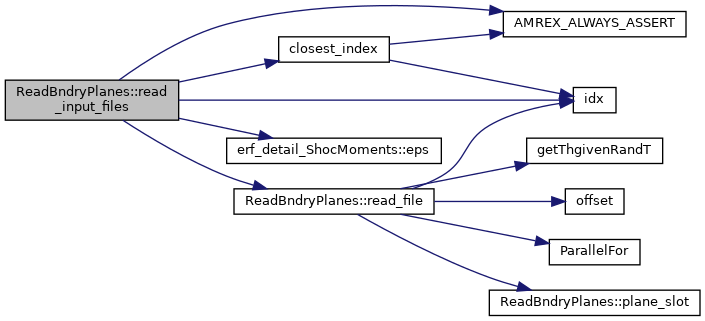 ReadBndryPlanes::read
_input_files
AMREX_ALWAYS_ASSERT
closest_index
idx
erf_detail_ShocMoments::eps
getThgivenRandT
ReadBndryPlanes::read_file
offset
ParallelFor
ReadBndryPlanes::plane_slot